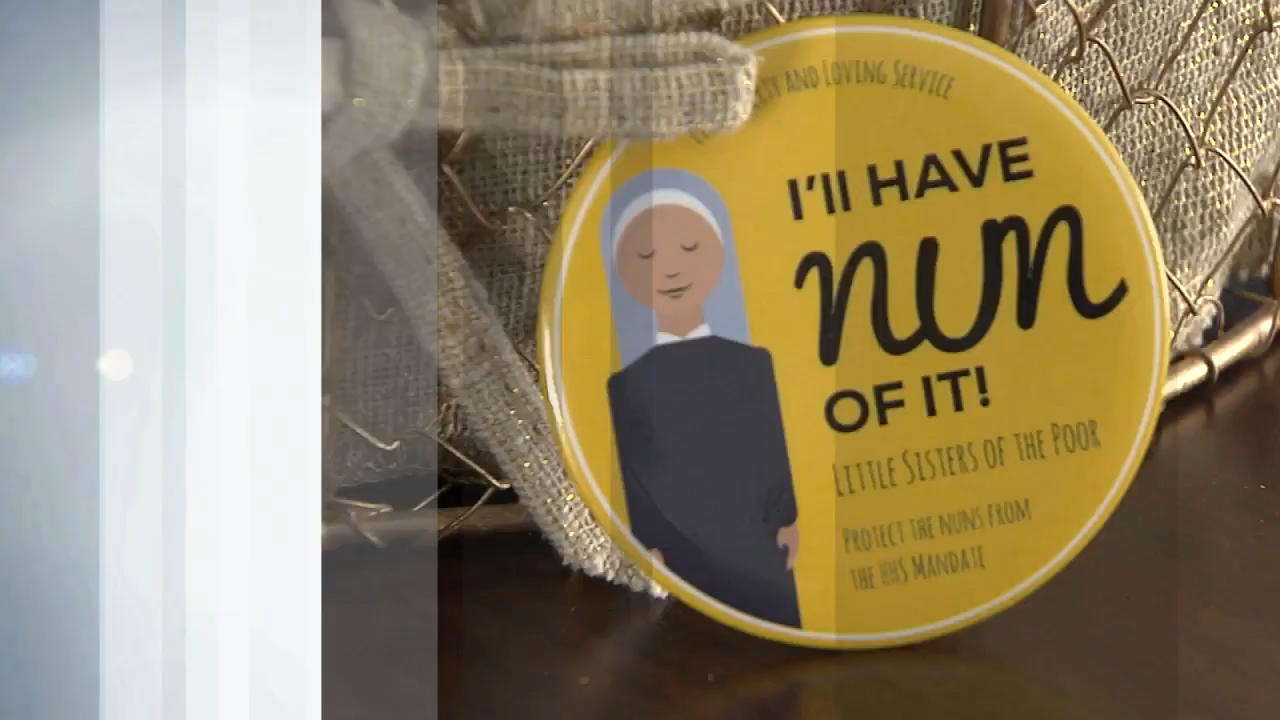 AND LOVING SERVICE
I'll HAVE
nun
OF IT!
LITTLE SISTERS OF THE POOR
PROTECT THE NUNS FROM
THE HHS MANDATE